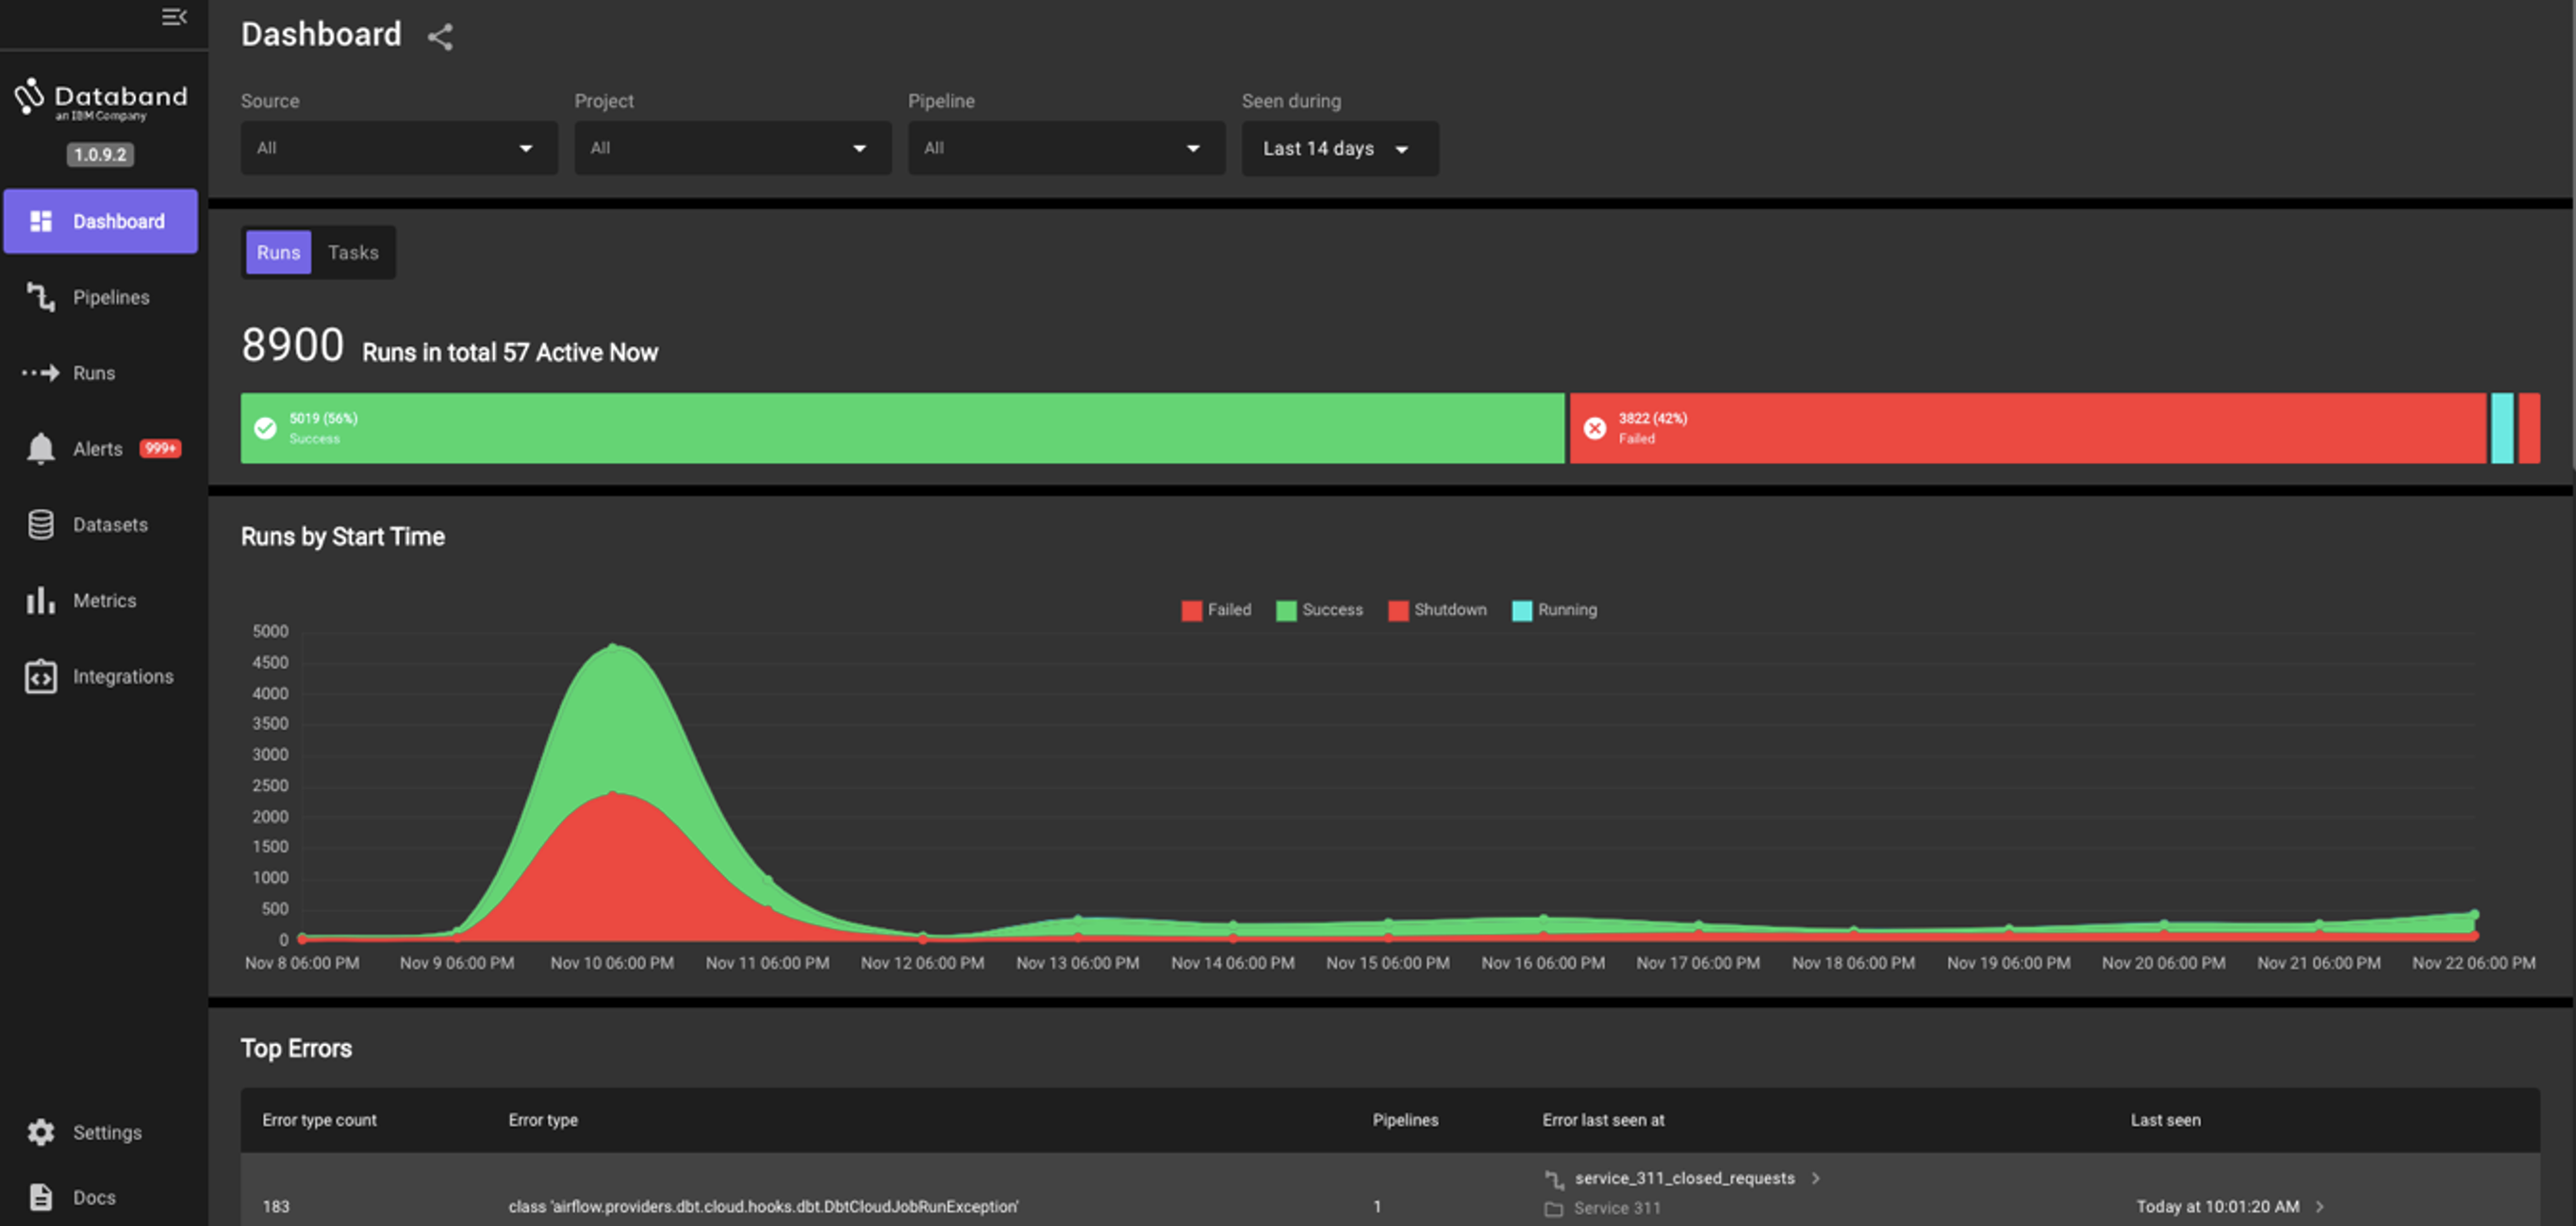 Dashboard
Source
Project
Pipeline
Seen during
All
All
All
Last 14 days
Databand
an IBM Company
1.0.9.2
Dashboard
Pipelines
Runs
Alerts 999+
Datasets
Metrics
Integrations
Settings
Docs
Runs Tasks
8900 Runs in total 57 Active Now
5019 (56%)
Success
3822 (42%)
Failed
Runs by Start Time
Failed Success Shutdown Running
5000
4500
4000
3500
3000
2500
2000
1500
1000
500
0
Nov 8 06:00 PM Nov 9 06:00 PM Nov 10 06:00 PM Nov 11 06:00 PM Nov 12 06:00 PM Nov 13 06:00 PM Nov 14 06:00 PM Nov 15 06:00 PM Nov 16 06:00 PM Nov 17 06:00 PM Nov 18 06:00 PM Nov 19 06:00 PM Nov 20 06:00 PM Nov 21 06:00 PM Nov 22 06:00 PM
Top Errors
Error type count Error type Pipelines Error last seen at Last seen
183 class 'airflow.providers.dbt.cloud.hooks.dbt.DbtCloudJobRunException' 1
service_311_closed_requests
Service 311
Today at 10:01:20 AM